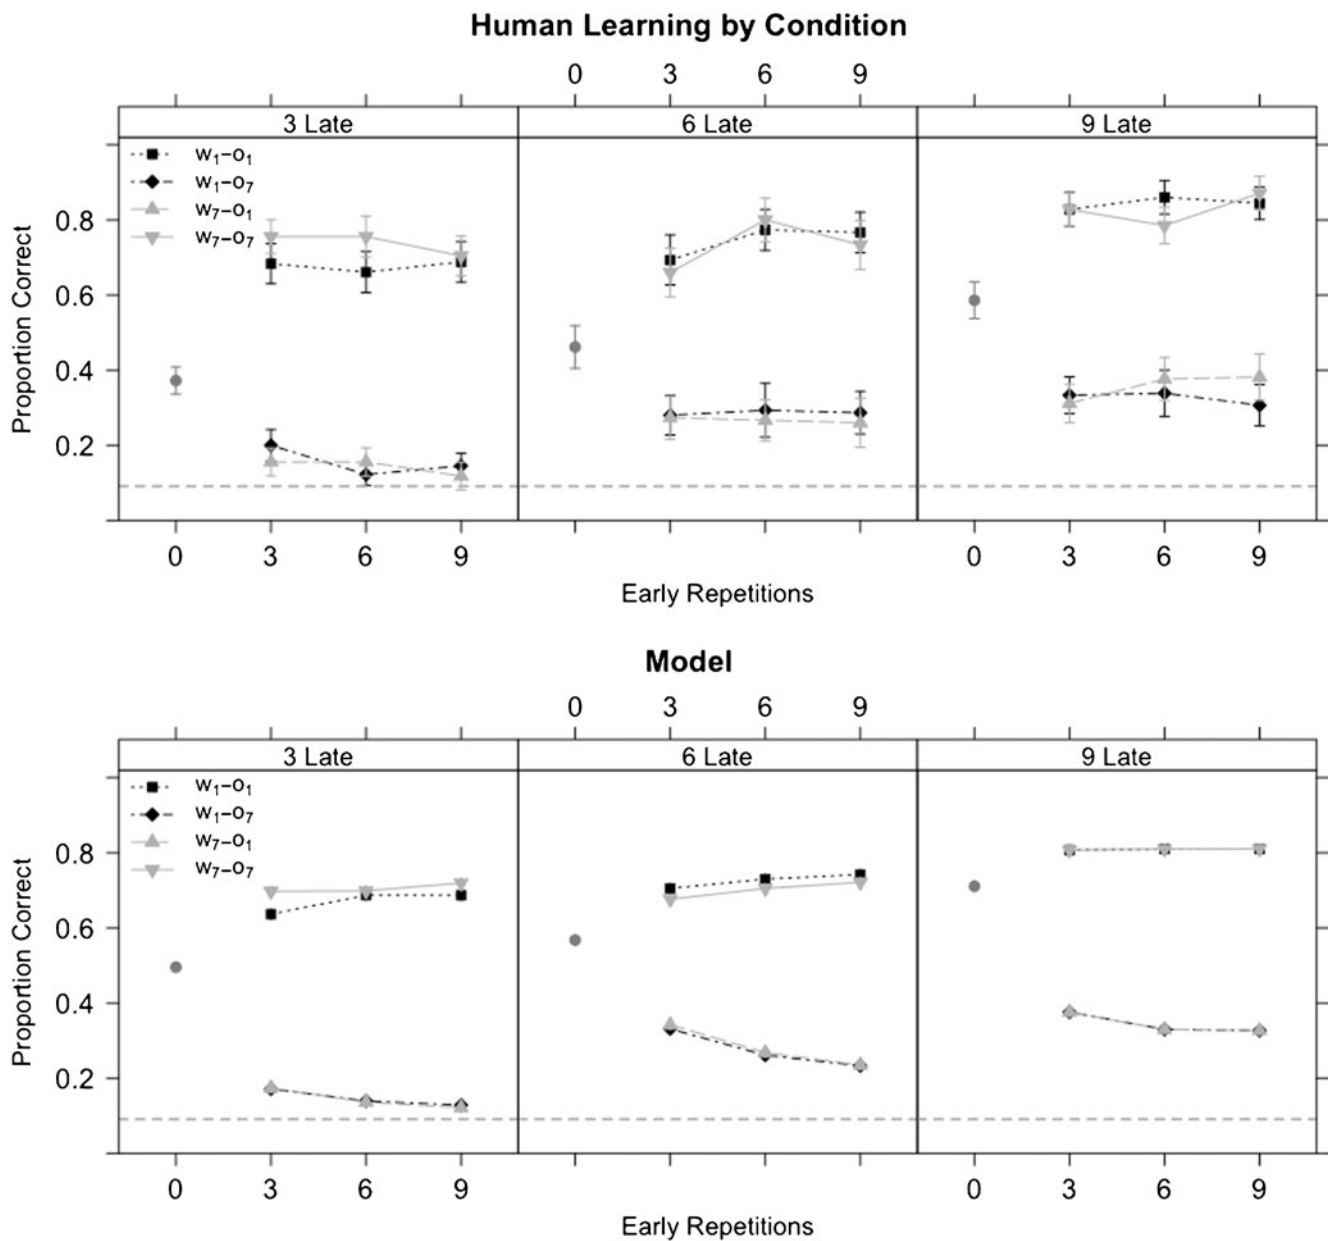 Human Learning by Condition
0 3 6 9
3 Late 6 Late 9 Late
w₁–o₁
w₁–o₇
w₇–o₁
w₇–o₇
Proportion Correct
0.8
0.6
0.4
0.2
0 3 6 9 0 3 6 9
Early Repetitions
Model
0 3 6 9
3 Late 6 Late 9 Late
w₁–o₁
w₁–o₇
w₇–o₁
w₇–o₇
Proportion Correct
0.8
0.6
0.4
0.2
0 3 6 9 0 3 6 9
Early Repetitions